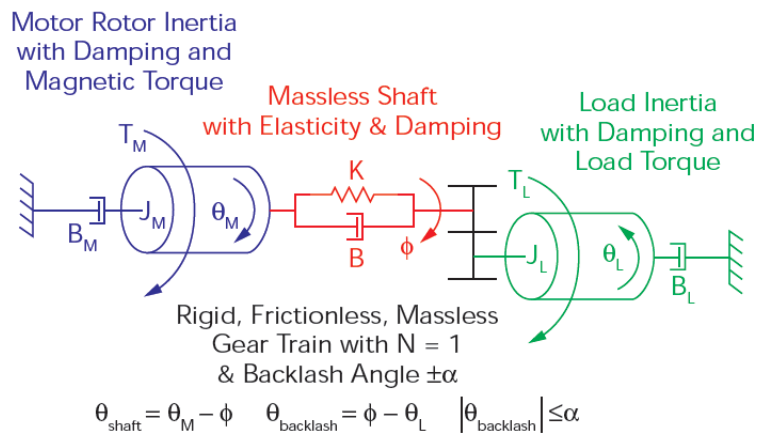 Motor Rotor Inertia
with Damping and
Magnetic Torque
Massless Shaft
with Elasticity & Damping
Load Inertia
with Damping and
Load Torque
T_M
K
T_L
J_M
θ_M
B_M
B
ϕ
J_L
θ_L
B_L
Rigid, Frictionless, Massless
Gear Train with N = 1
& Backlash Angle ±α
θ_shaft = θ_M − ϕ θ_backlash = ϕ − θ_L |θ_backlash| ≤ α